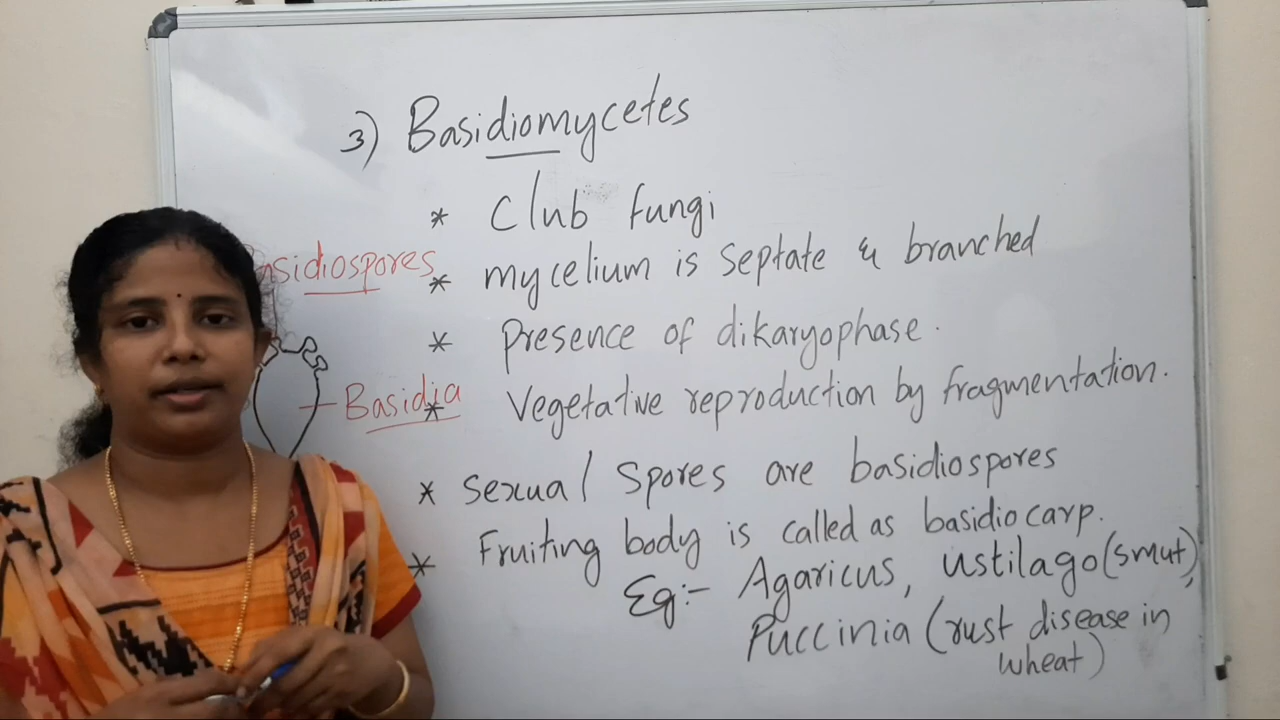 3) Basidiomycetes
* Club fungi
asidiospores
* mycelium is septate & branched
* presence of dikaryophase.
Basidia
* Vegetative reproduction by fragmentation.
* Sexual Spores are basidiospores
* Fruiting body is called as basidiocarp.
Eg:- Agaricus, ustilago (smut),
Puccinia (rust disease in
wheat)